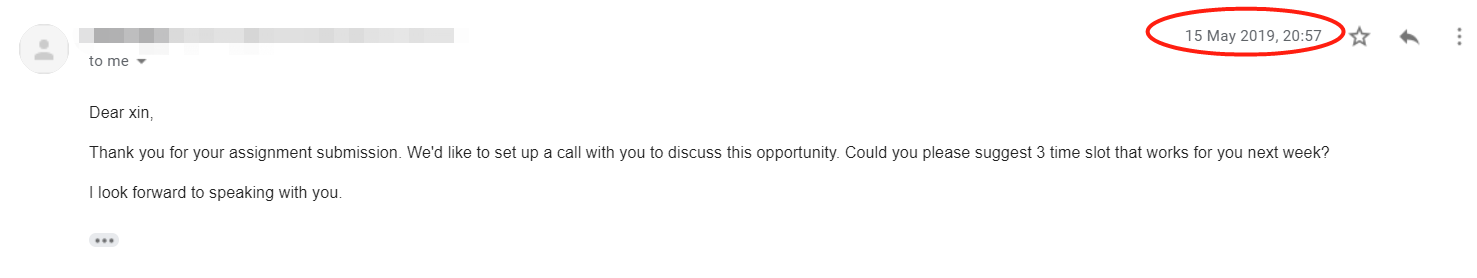 15 May 2019, 20:57
to me
Dear xin,
Thank you for your assignment submission. We'd like to set up a call with you to discuss this opportunity. Could you please suggest 3 time slot that works for you next week?
I look forward to speaking with you.